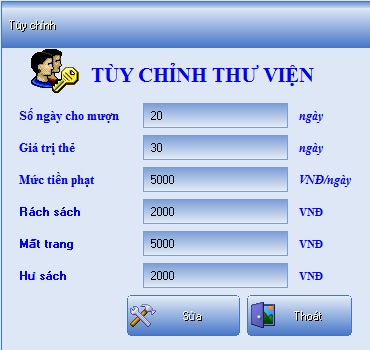 Tùy chỉnh
TÙY CHỈNH THƯ VIỆN
Số ngày cho mượn 20 ngày
Giá trị thẻ 30 ngày
Mức tiền phạt 5000 VNĐ/ngày
Rách sách 2000 VNĐ
Mất trang 5000 VNĐ
Hư sách 2000 VNĐ
Sửa Thoát